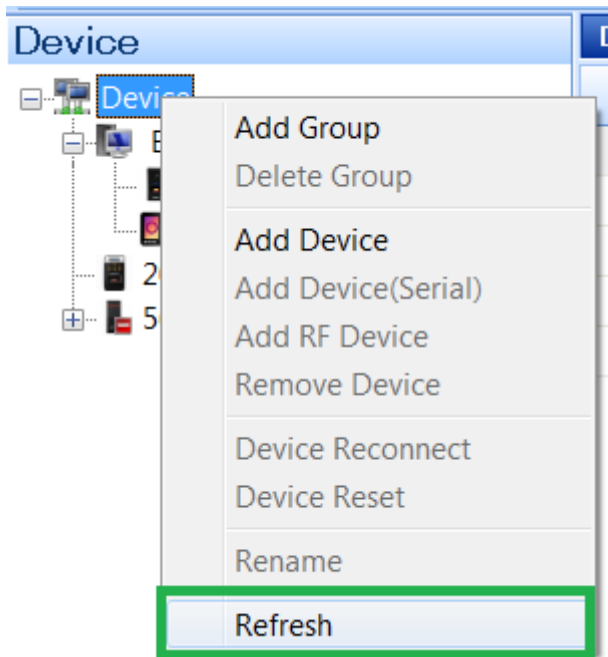 Device
Device
Add Group
Delete Group
Add Device
Add Device(Serial)
Add RF Device
Remove Device
Device Reconnect
Device Reset
Rename
Refresh